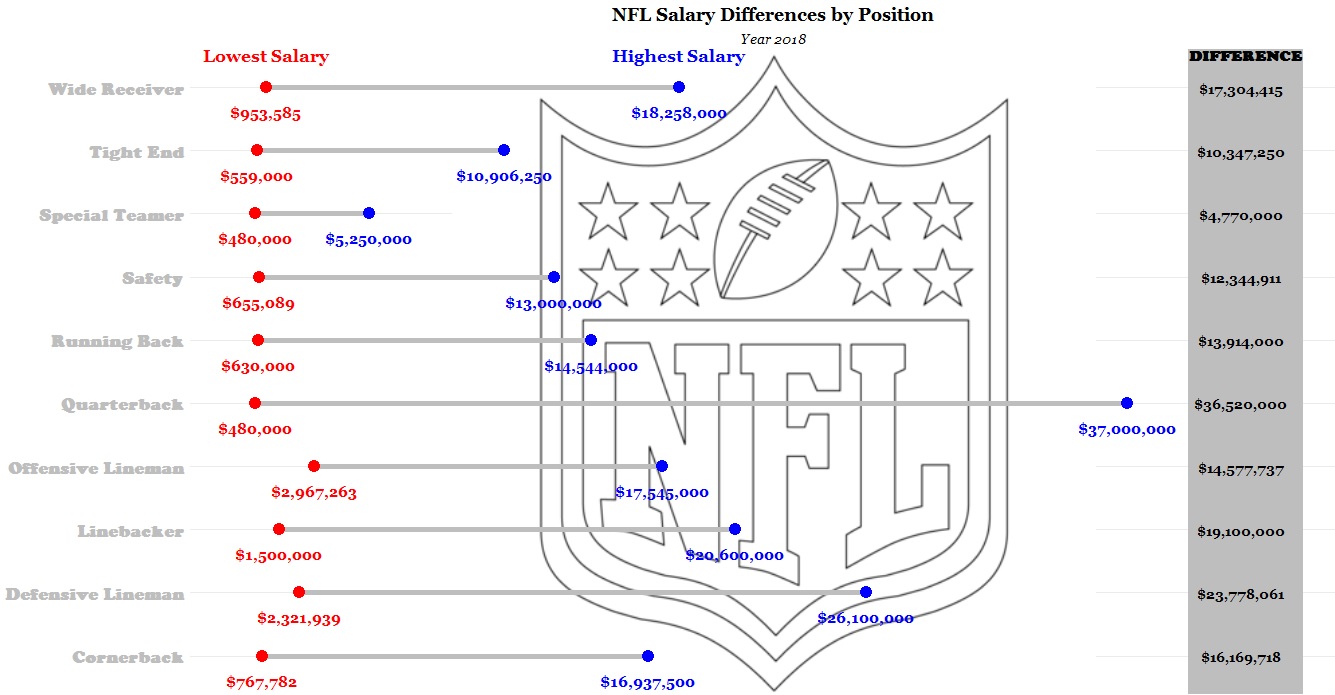 NFL Salary Differences by Position
Year 2018
Lowest Salary Highest Salary DIFFERENCE
Wide Receiver $17,304,415
$953,585 $18,258,000
Tight End $10,347,250
$559,000 $10,906,250
Special Teamer $4,770,000
$480,000 $5,250,000
Safety $12,344,911
$655,089 $13,000,000
Running Back $13,914,000
$630,000 $14,544,000
Quarterback $36,520,000
$480,000 $37,000,000
Offensive Lineman $14,577,737
$2,967,263 $17,545,000
Linebacker $19,100,000
$1,500,000 $20,600,000
Defensive Lineman $23,778,061
$2,321,939 $26,100,000
Cornerback $16,169,718
$767,782 $16,937,500
NFL